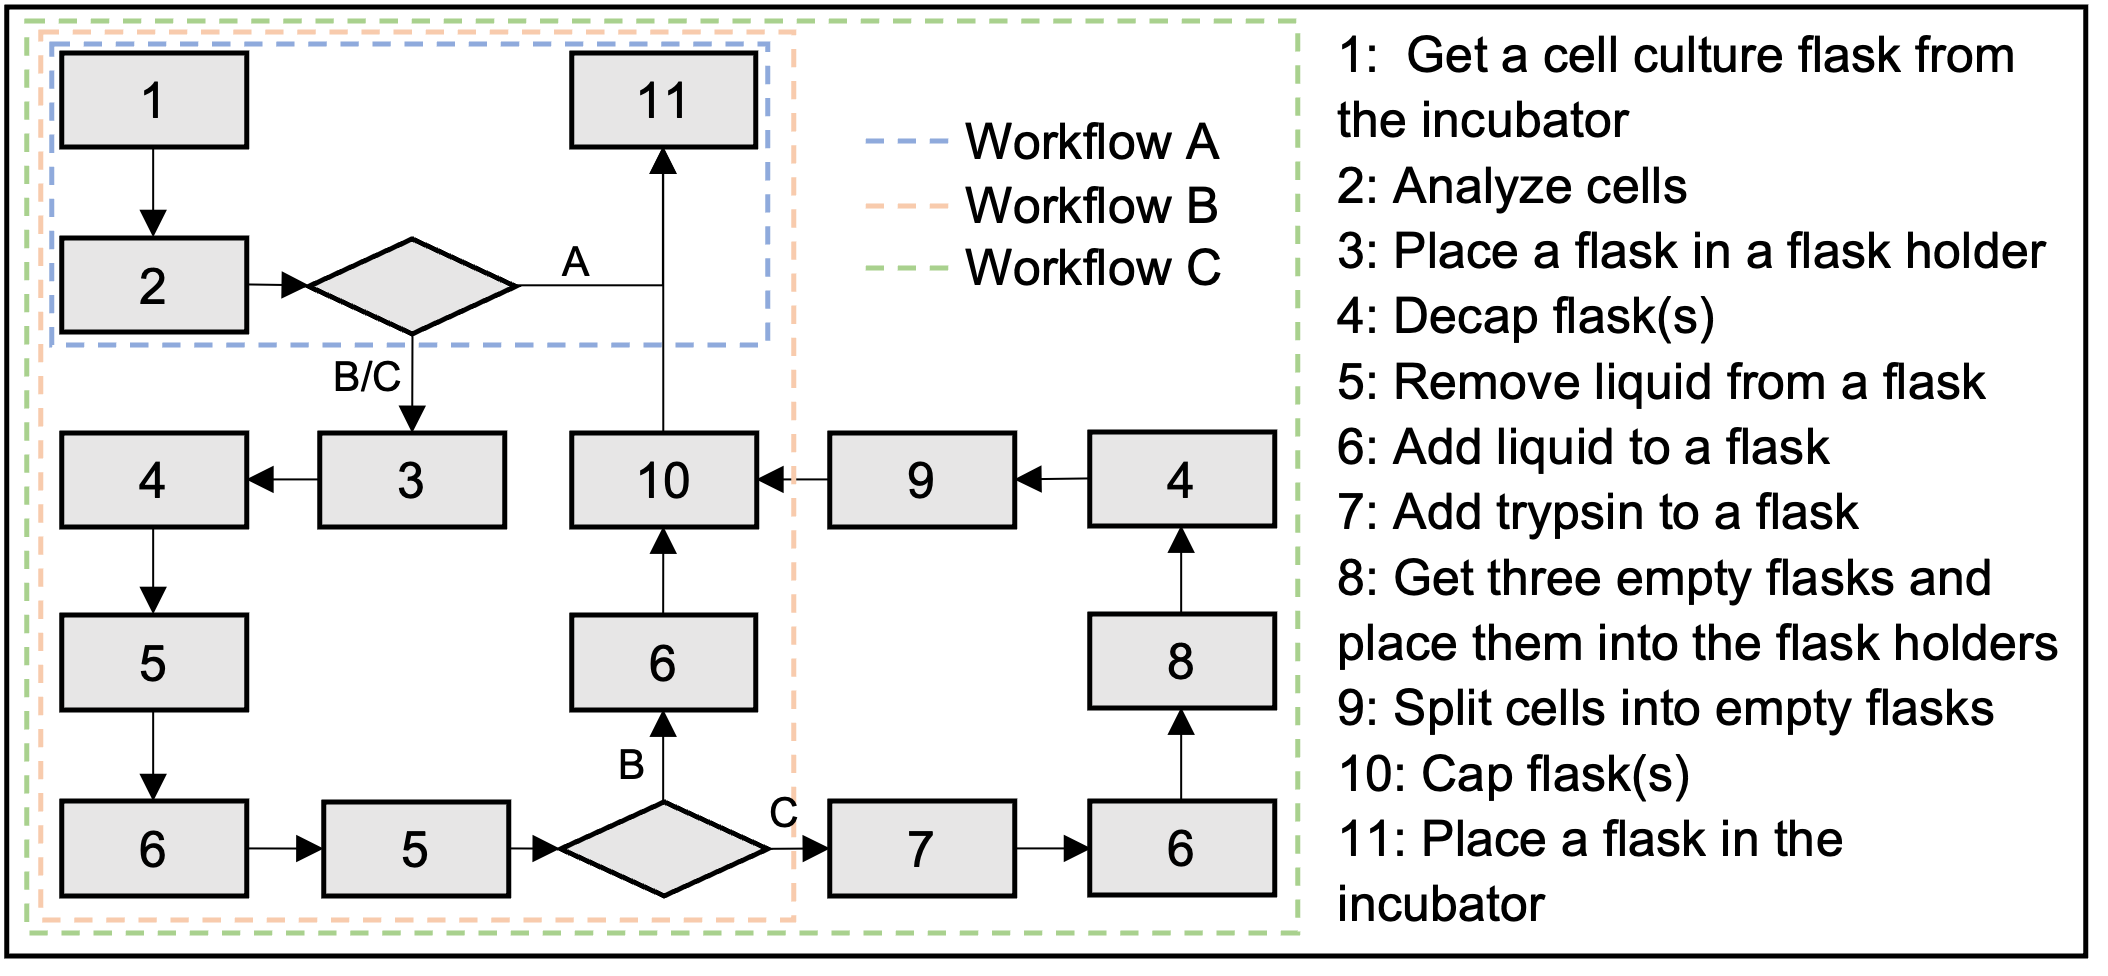 1
11
2
A
B/C
4
3
10
9
4
5
6
8
B
C
6
5
7
6
Workflow A
Workflow B
Workflow C
1: Get a cell culture flask from
the incubator
2: Analyze cells
3: Place a flask in a flask holder
4: Decap flask(s)
5: Remove liquid from a flask
6: Add liquid to a flask
7: Add trypsin to a flask
8: Get three empty flasks and
place them into the flask holders
9: Split cells into empty flasks
10: Cap flask(s)
11: Place a flask in the
incubator